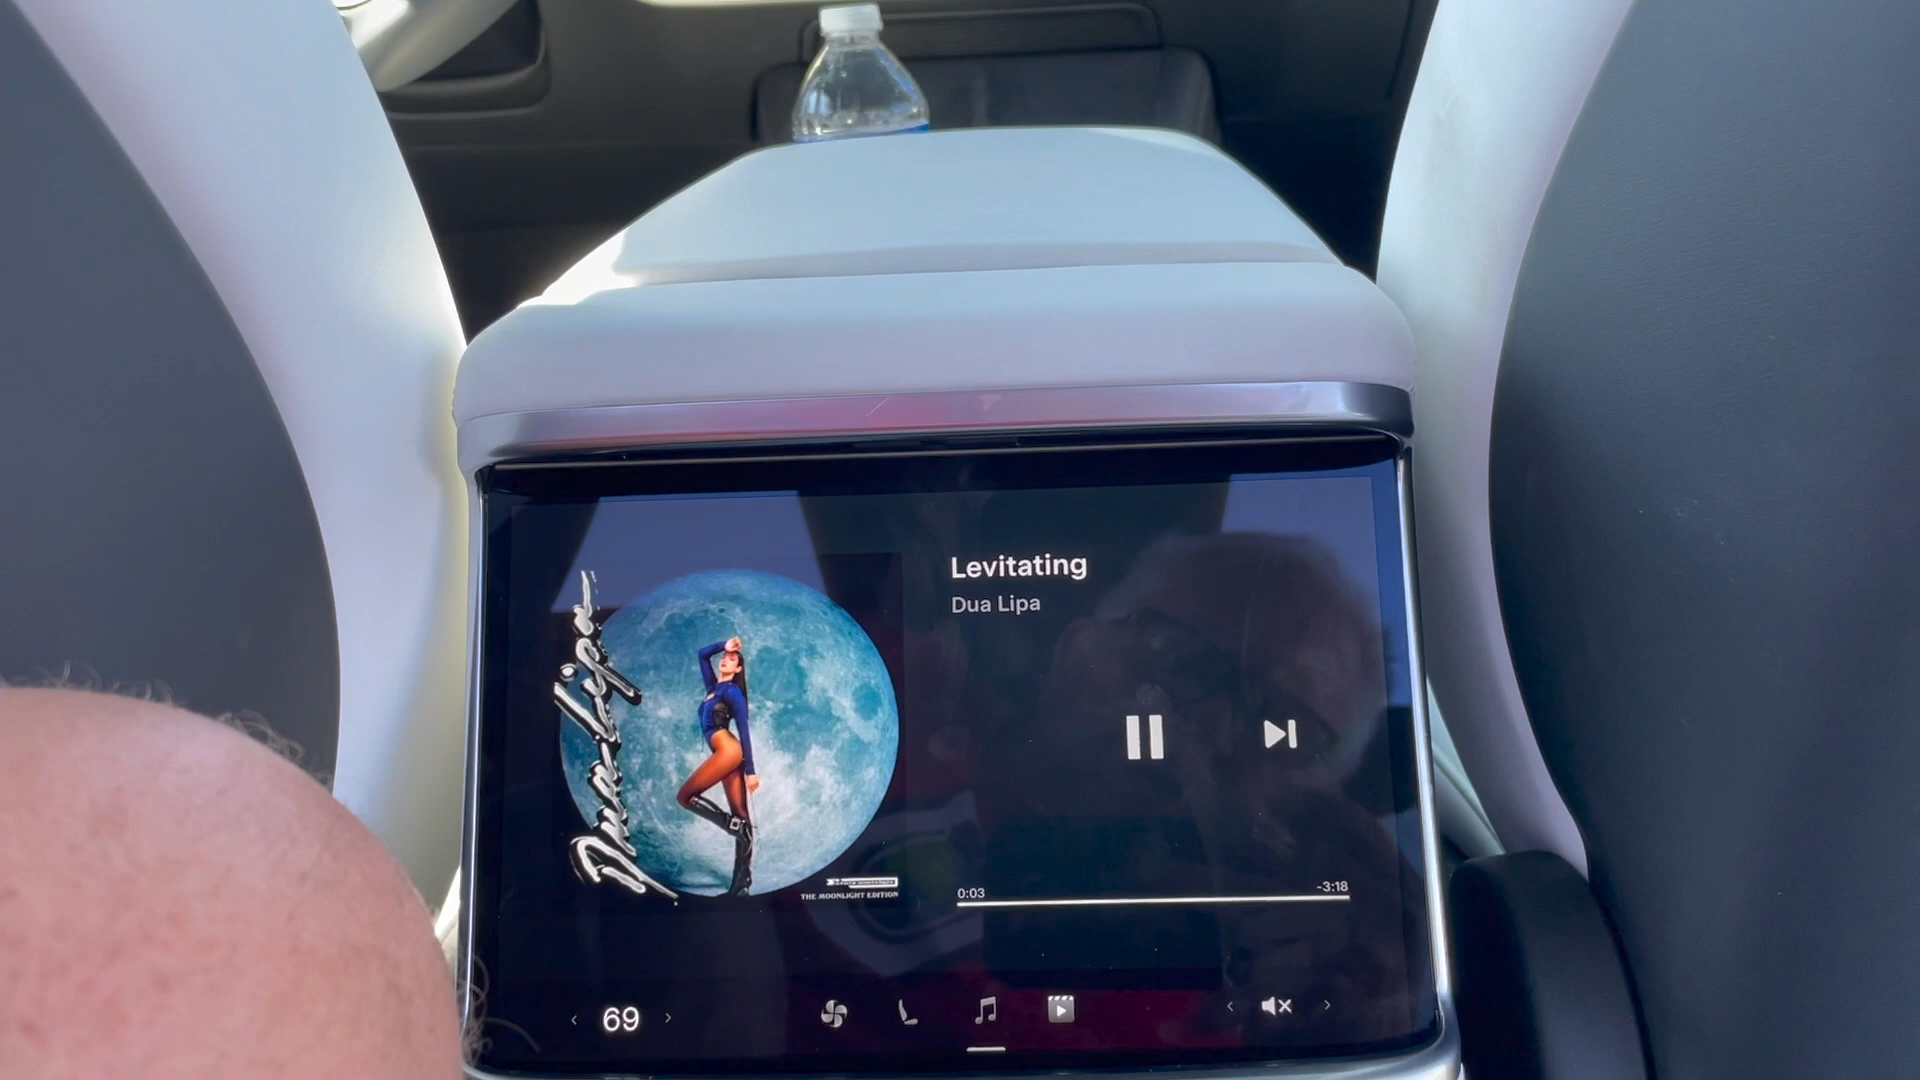 Levitating
Dua Lipa
Dua Lipa
THE MOONLIGHT EDITION
0:03
-3:18
69